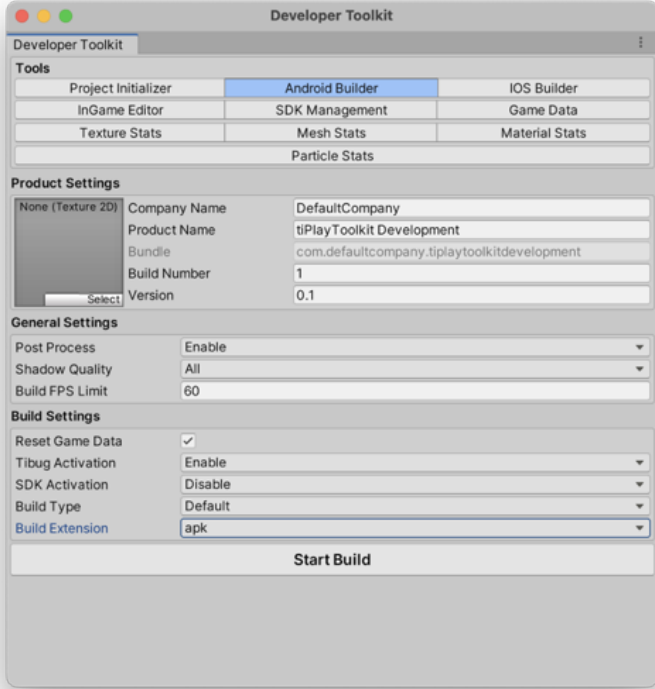 Developer Toolkit
Developer Toolkit
Tools
Project Initializer Android Builder IOS Builder
InGame Editor SDK Management Game Data
Texture Stats Mesh Stats Material Stats
Particle Stats
Product Settings
None (Texture 2D)
Select
Company Name DefaultCompany
Product Name tiPlayToolkit Development
Bundle com.defaultcompany.tiplaytoolkitdevelopment
Build Number 1
Version 0.1
General Settings
Post Process Enable
Shadow Quality All
Build FPS Limit 60
Build Settings
Reset Game Data
Tibug Activation Enable
SDK Activation Disable
Build Type Default
Build Extension apk
Start Build